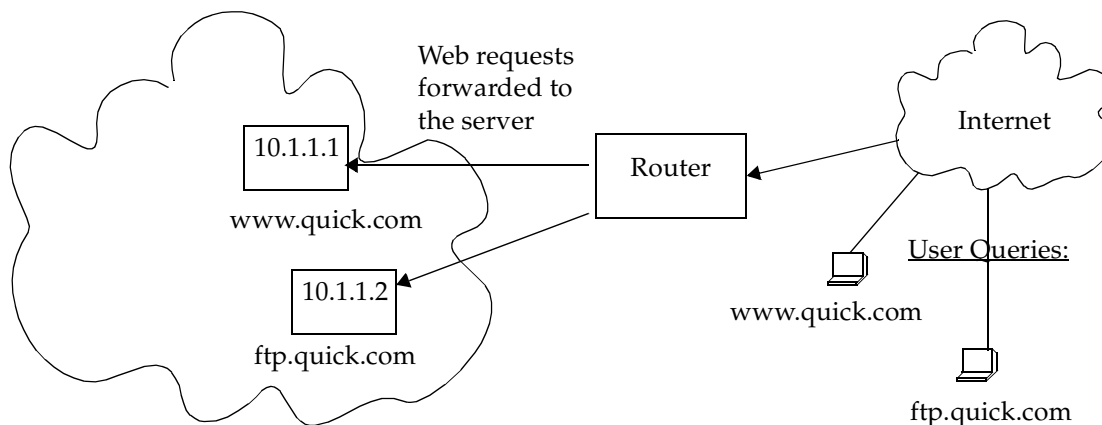 Web requests
forwarded to
the server
10.1.1.1
www.quick.com
10.1.1.2
ftp.quick.com
Router
Internet
User Queries:
www.quick.com
ftp.quick.com